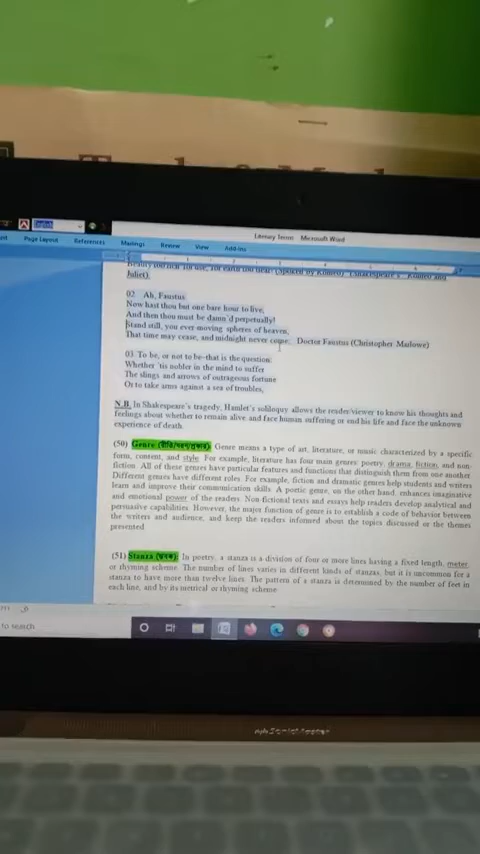 Literary Terms - Microsoft Word
Page Layout References Mailings Review View Add-Ins
Beauty too rich for use, for earth too dear! (Spoken by Romeo) (Shakespeare's "Romeo and
Juliet).
02 Ah, Faustus.
Now hast thou but one bare hour to live,
And then thou must be damn'd perpetually!
Stand still, you ever moving spheres of heaven,
That time may cease, and midnight never come. Doctor Faustus (Christopher Marlowe)
03 To be, or not to be-that is the question:
Whether 'tis nobler in the mind to suffer
The slings and arrows of outrageous fortune
Or to take arms against a sea of troubles,
N.B. In Shakespeare's tragedy, Hamlet's soliloquy allows the reader/viewer to know his thoughts and
feelings about whether to remain alive and face human suffering or end his life and face the unknown
experience of death.
(50) Genre Genre means a type of art, literature, or music characterized by a specific
form, content, and style. For example, literature has four main genres: poetry, drama, fiction, and non-
fiction. All of these genres have particular features and functions that distinguish them from one another.
Different genres have different roles. For example, fiction and dramatic genres help students and writers
learn and improve their communication skills. A poetic genre, on the other hand, enhances imaginative
and emotional power of the readers. Non-fictional texts and essays help readers develop analytical and
persuasive capabilities. However, the major function of genre is to establish a code of behavior between
the writers and audience, and keep the readers informed about the topics discussed or the themes
presented.
(51) Stanza (স্তবক): In poetry, a stanza is a division of four or more lines having a fixed length, meter
or rhyming scheme. The number of lines varies in different kinds of stanzas, but it is uncommon for a
stanza to have more than twelve lines. The pattern of a stanza is determined by the number of feet in
each line, and by its metrical or rhyming scheme.
to search